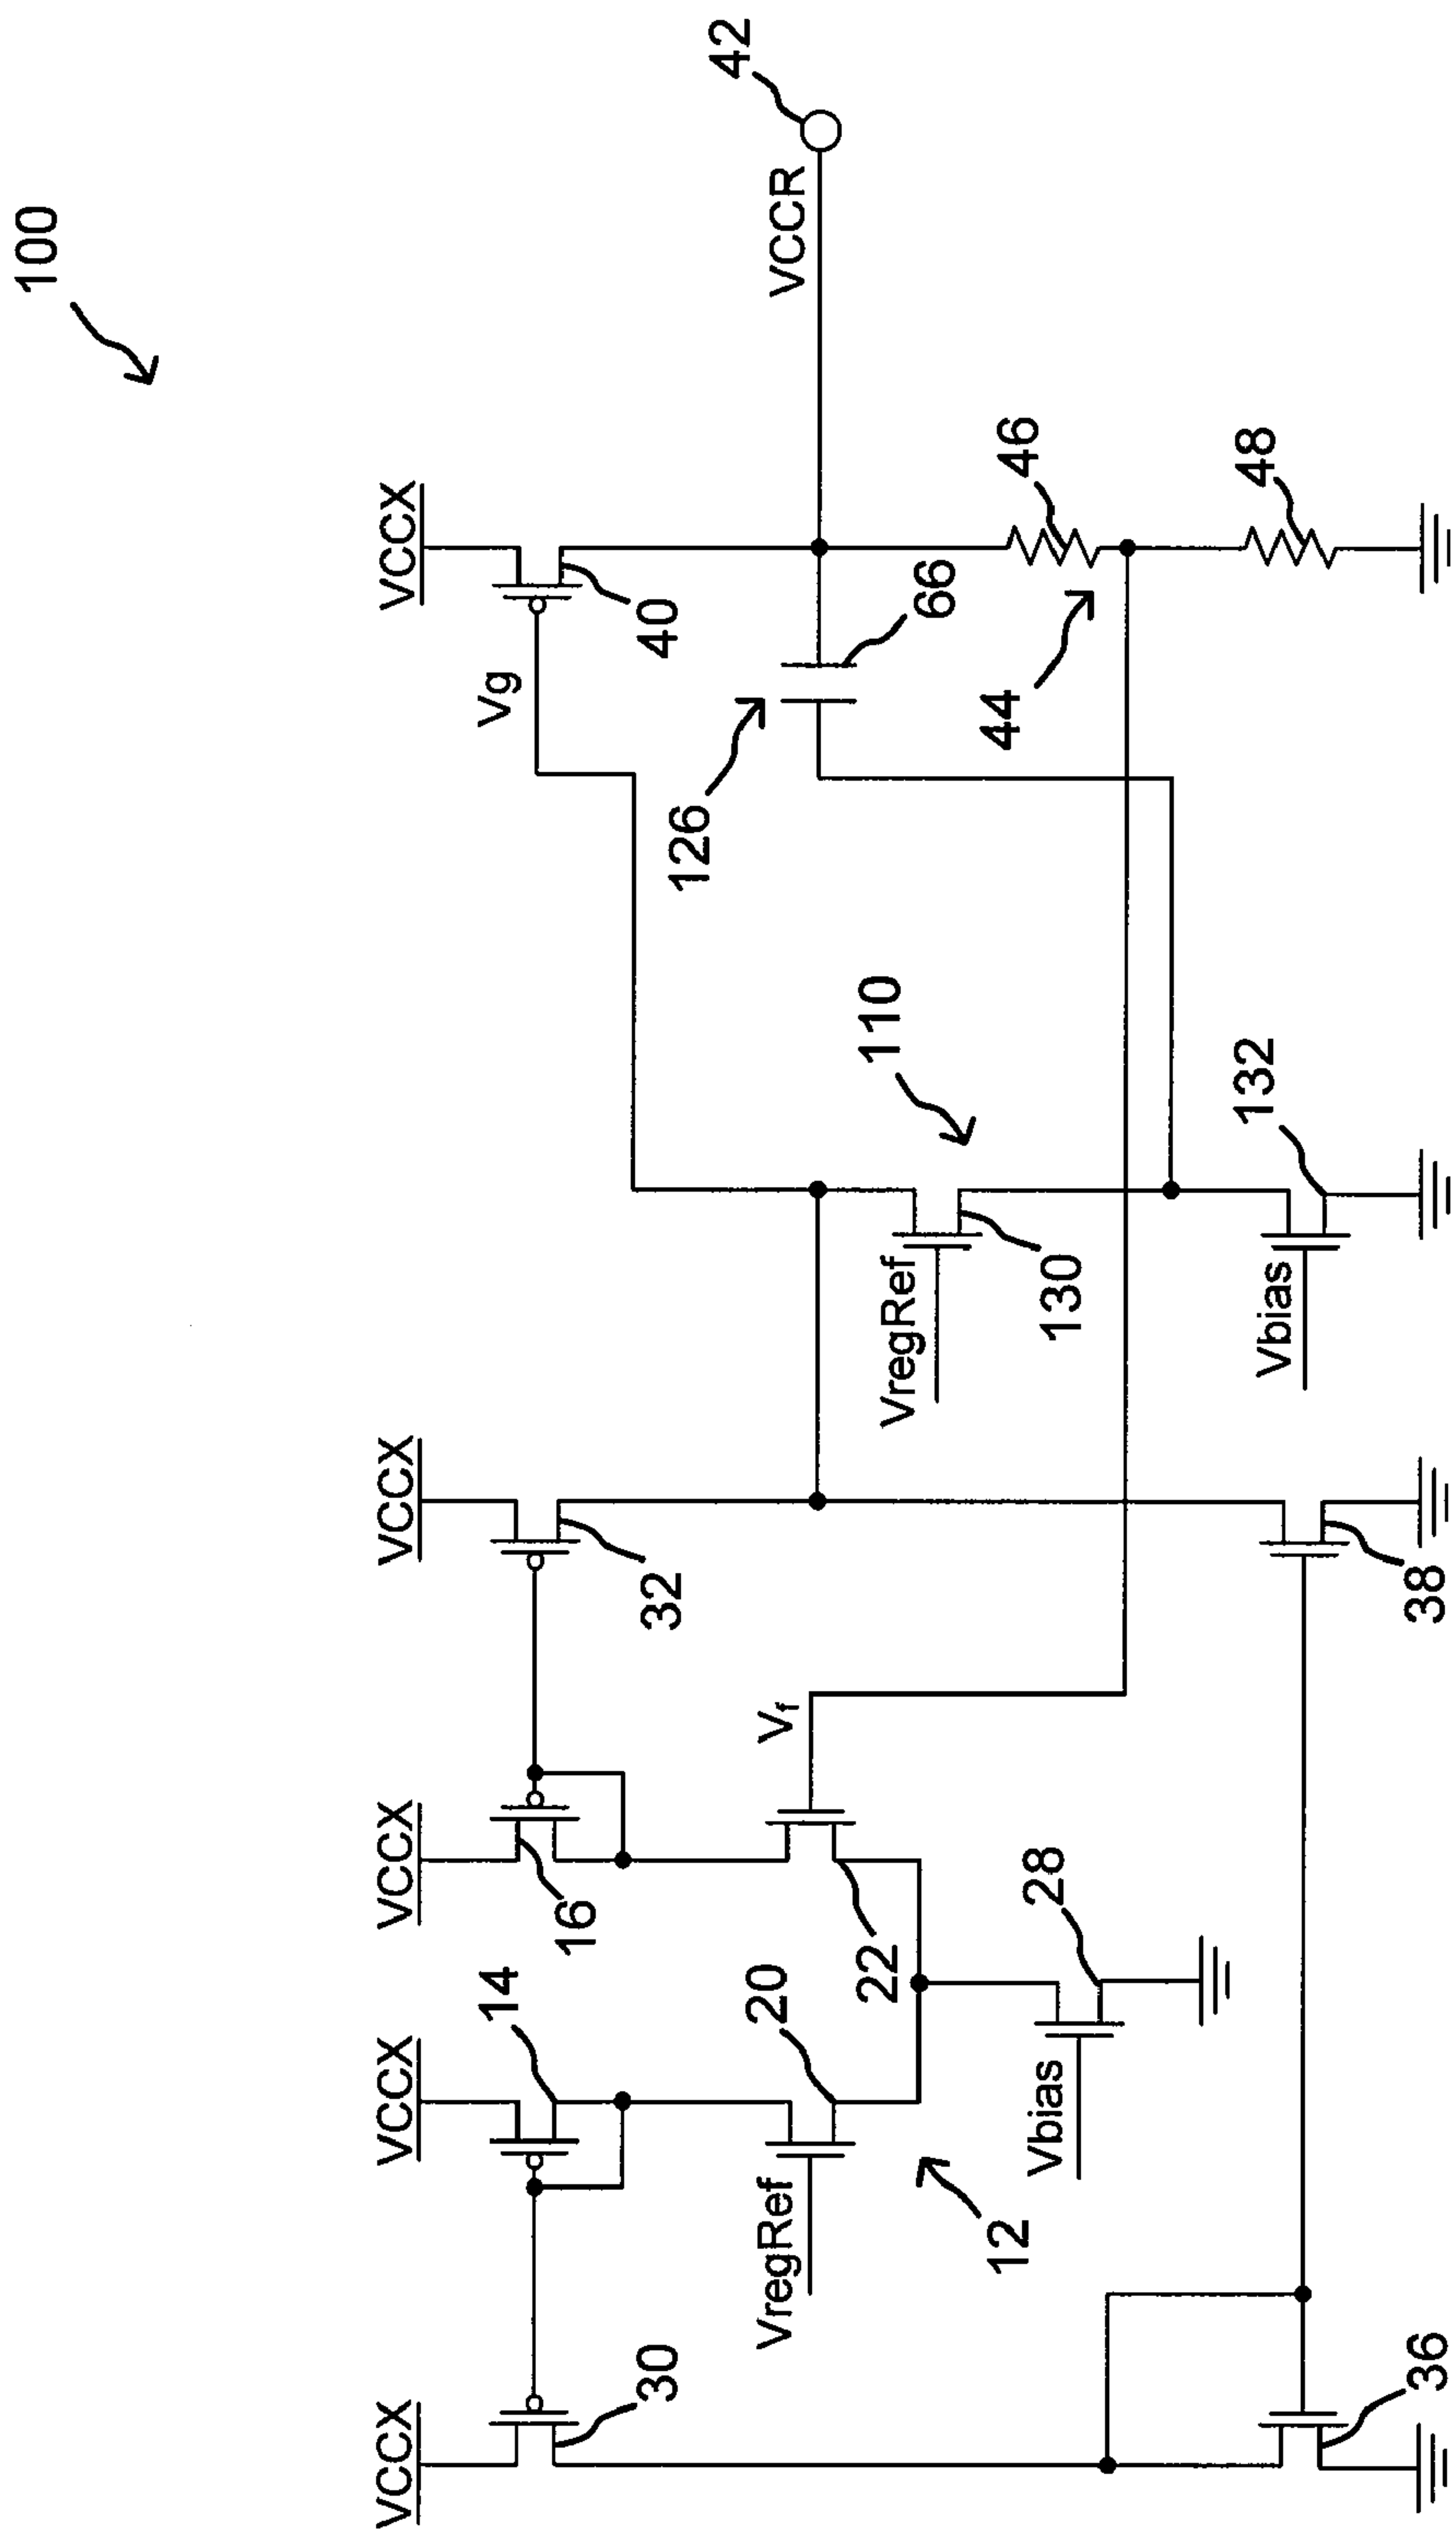 100
VCCX
VCCX
VCCX
VCCX
VCCX
30
14
16
32
Vg
40
VregRef
20
22
Vf
12
Vbias
28
36
38
VregRef
130
110
Vbias
132
126
66
VCCR
42
44
46
48